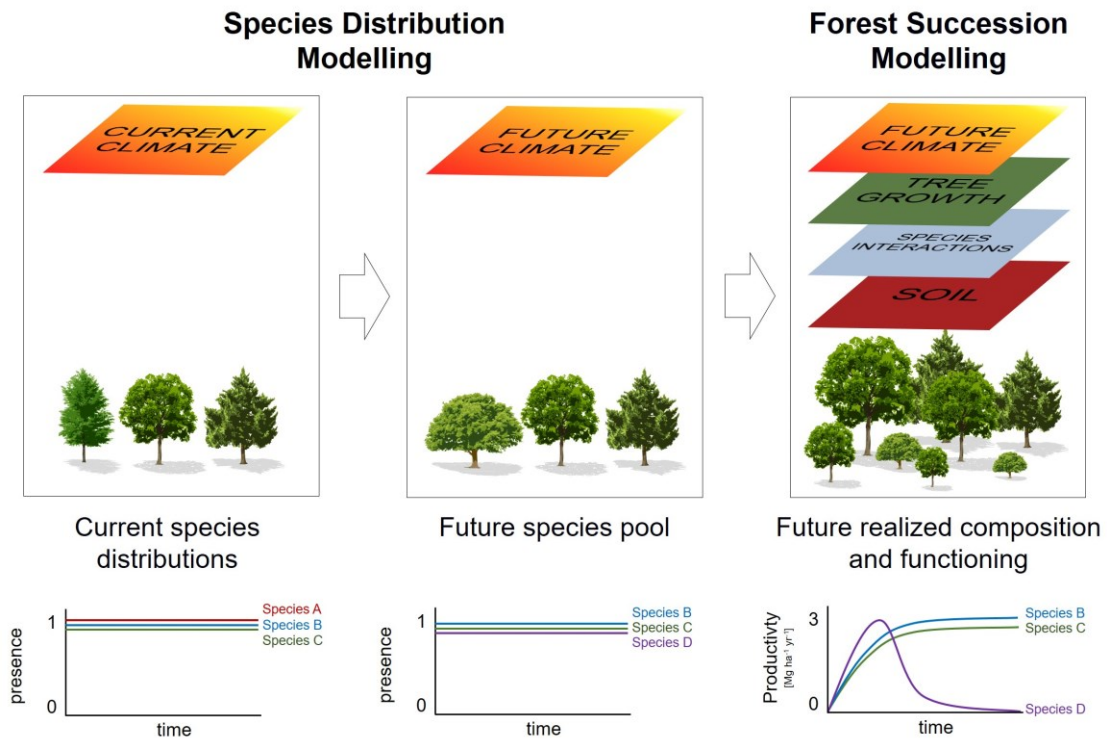 Species Distribution
Modelling
Forest Succession
Modelling
CURRENT
CLIMATE
FUTURE
CLIMATE
FUTURE
CLIMATE
TREE
GROWTH
SPECIES
INTERACTIONS
SOIL
Current species
distributions
Future species pool
Future realized composition
and functioning
presence
1
0
time
Species A
Species B
Species C
presence
1
0
time
Species B
Species C
Species D
Productivty
[Mg ha⁻¹ yr⁻¹]
3
0
time
Species B
Species C
Species D